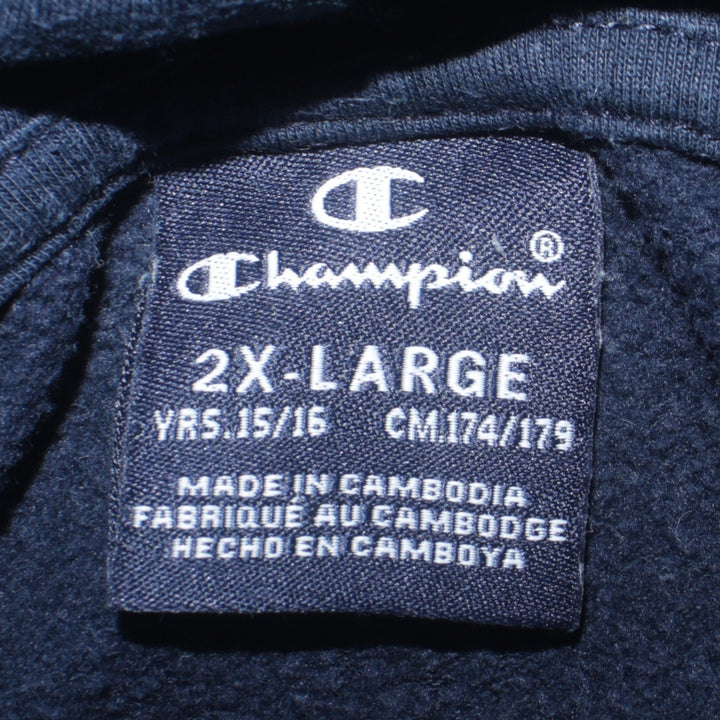 C
Champion®
2X-LARGE
YRS.15/16 CM.174/179
MADE IN CAMBODIA
FABRIQUÉ AU CAMBODGE
HECHO EN CAMBOYA